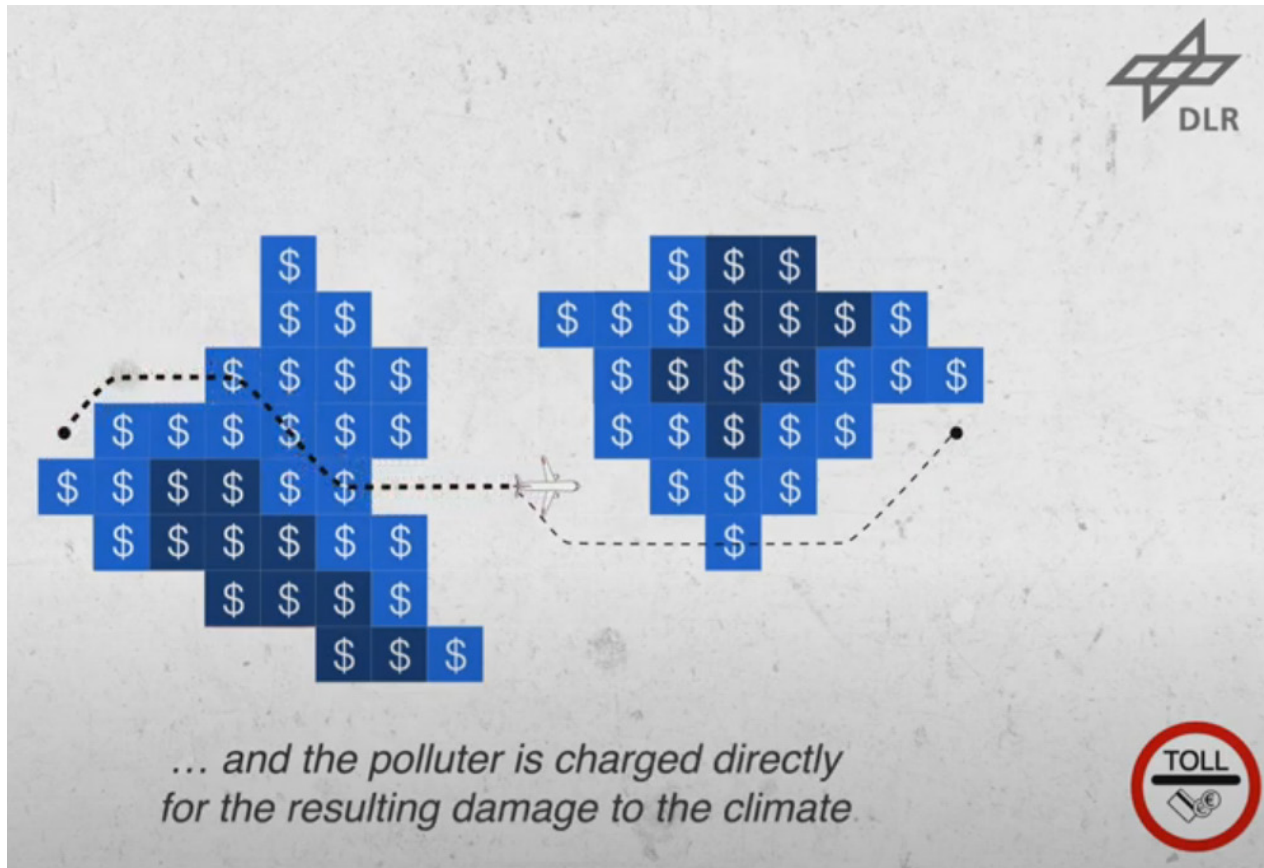 DLR
$
$ $
$ $ $ $
$ $ $ $ $ $
$ $ $ $ $ $
$ $ $ $ $ $
$ $ $ $
$ $ $
$ $ $
$ $ $ $ $ $ $
$ $ $ $ $ $ $
$ $ $ $ $
$ $ $
$
... and the polluter is charged directly
for the resulting damage to the climate
TOLL
€ €